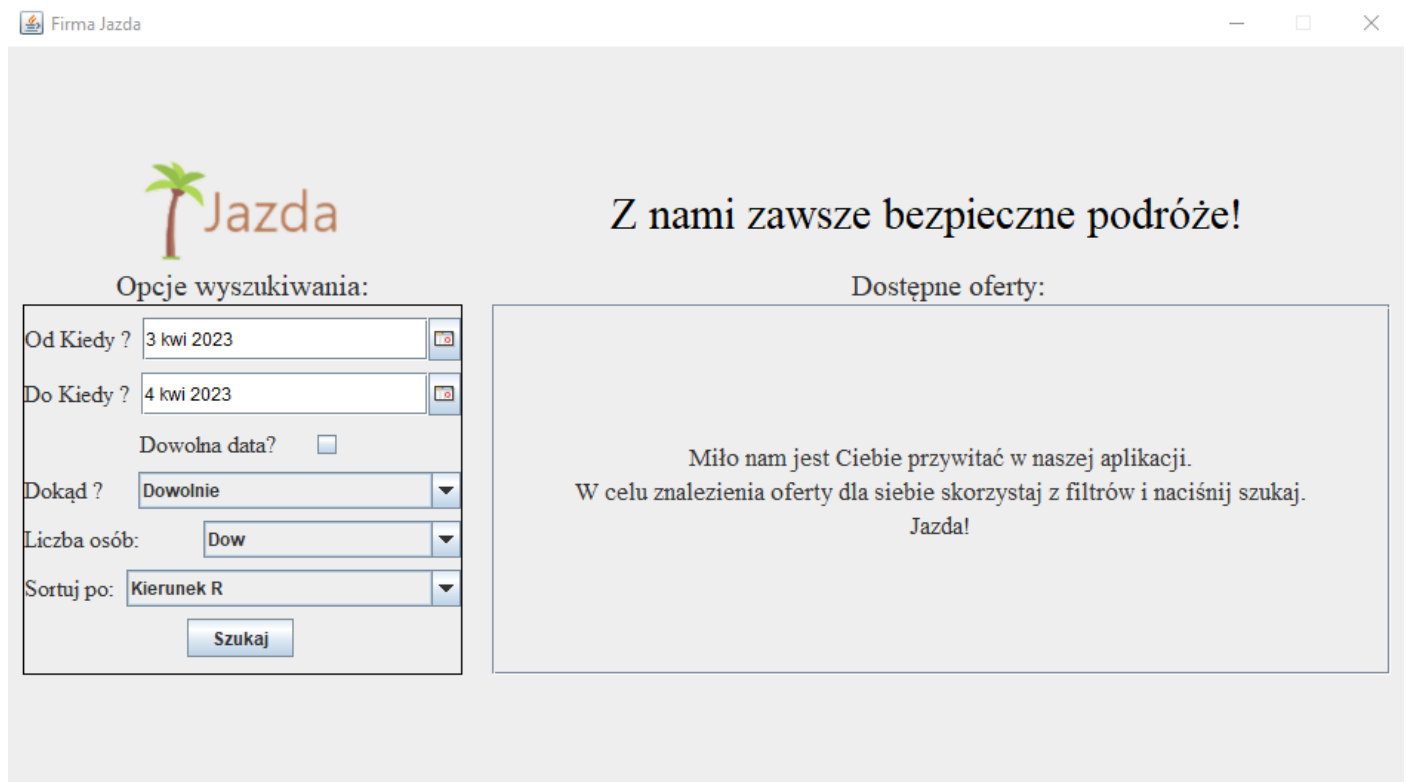 Firma Jazda
Jazda
Z nami zawsze bezpieczne podróże!
Opcje wyszukiwania:
Dostępne oferty:
Od Kiedy ? 3 kwi 2023
Do Kiedy ? 4 kwi 2023
Dowolna data?
Dokąd ? Dowolnie
Liczba osób: Dow
Sortuj po: Kierunek R
Szukaj
Miło nam jest Ciebie przywitać w naszej aplikacji.
W celu znalezienia oferty dla siebie skorzystaj z filtrów i naciśnij szukaj.
Jazda!